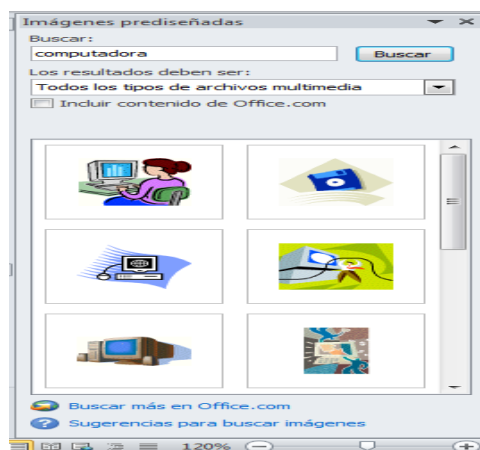 Imágenes prediseñadas
Buscar:
computadora
Buscar
Los resultados deben ser:
Todos los tipos de archivos multimedia
Incluir contenido de Office.com
Buscar más en Office.com
Sugerencias para buscar imágenes
120%